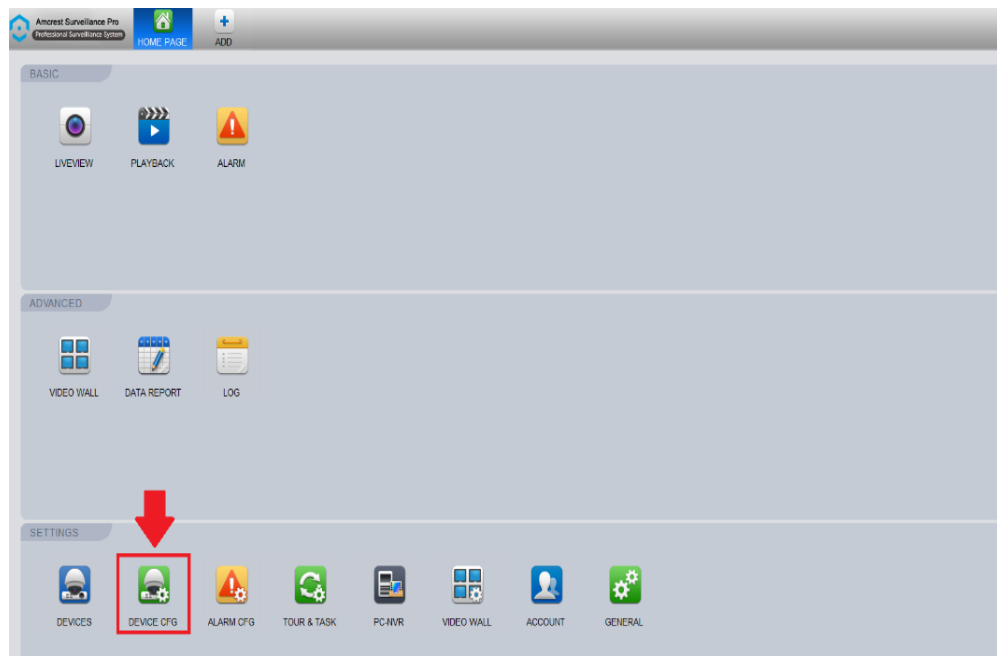 Amcrest Surveillance Pro
Professional Surveillance System
HOME PAGE
ADD
BASIC
LIVEVIEW
PLAYBACK
ALARM
ADVANCED
VIDEO WALL
DATA REPORT
LOG
SETTINGS
DEVICES
DEVICE CFG
ALARM CFG
TOUR & TASK
PC-NVR
VIDEO WALL
ACCOUNT
GENERAL